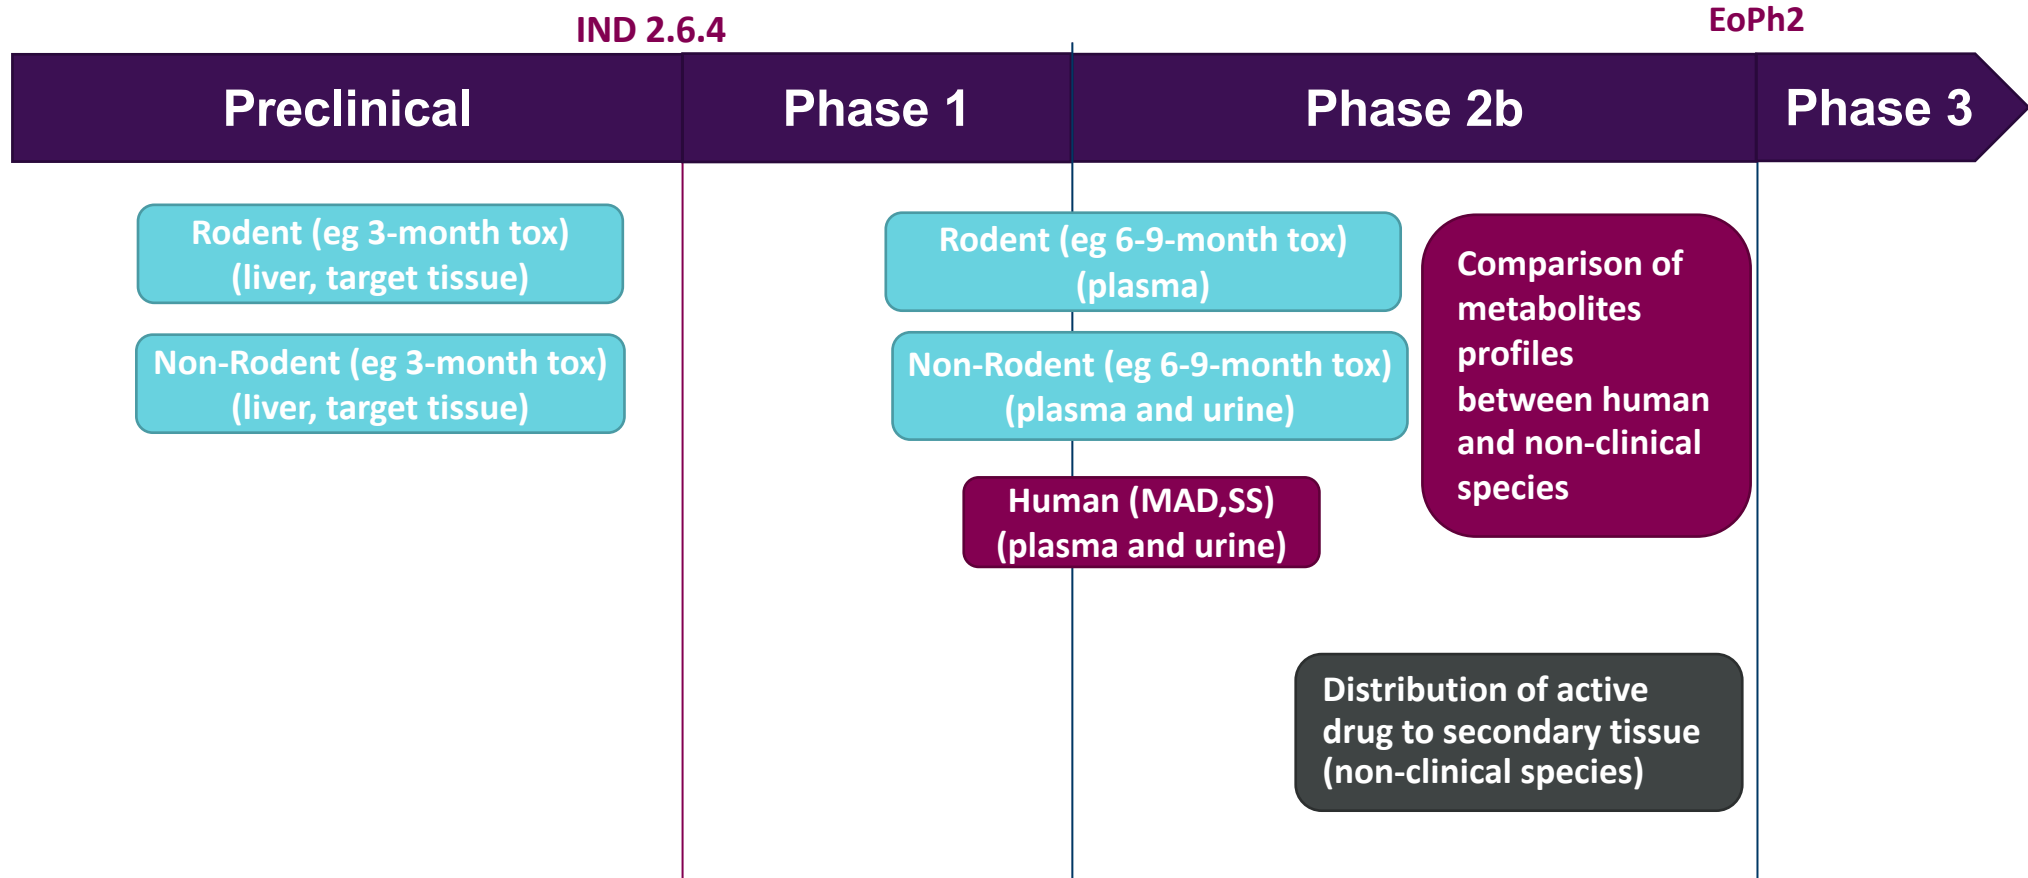 IND 2.6.4
EoPh2
Preclinical
Phase 1
Phase 2b
Phase 3
Rodent (eg 3-month tox)
(liver, target tissue)
Non-Rodent (eg 3-month tox)
(liver, target tissue)
Rodent (eg 6-9-month tox)
(plasma)
Non-Rodent (eg 6-9-month tox)
(plasma and urine)
Human (MAD,SS)
(plasma and urine)
Comparison of
metabolites
profiles
between human
and non-clinical
species
Distribution of active
drug to secondary tissue
(non-clinical species)